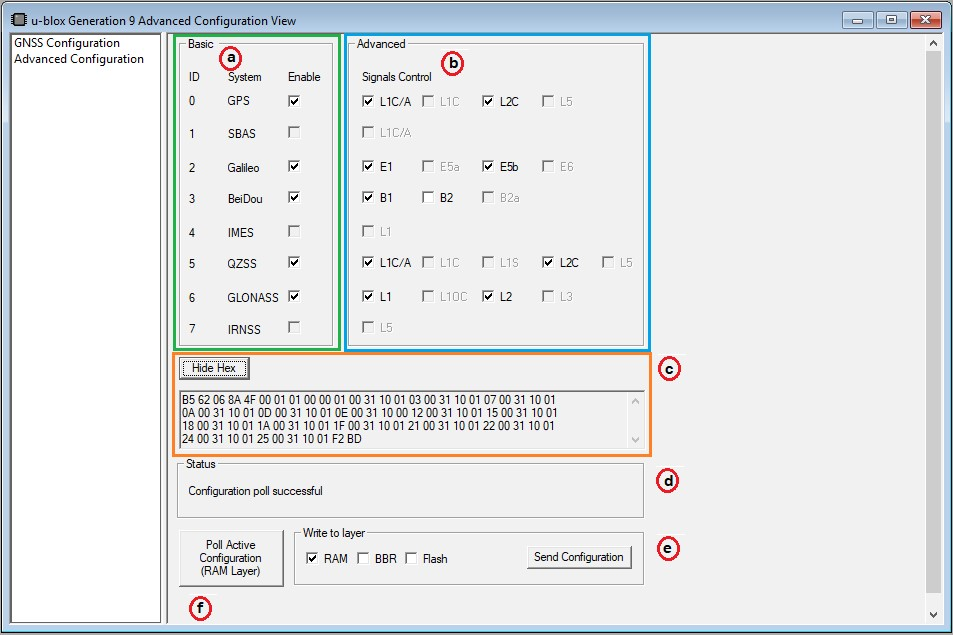 u-blox Generation 9 Advanced Configuration View
GNSS Configuration
Advanced Configuration
Basic
a
ID System Enable
0 GPS
1 SBAS
2 Galileo
3 BeiDou
4 IMES
5 QZSS
6 GLONASS
7 IRNSS
Advanced
b
Signals Control
L1C/A L1C L2C L5
L1C/A
E1 E5a E5b E6
B1 B2 B2a
L1
L1C/A L1C L1S L2C L5
L1 L1OC L2 L3
L5
Hide Hex
c
B5 62 06 8A 4F 00 01 01 00 00 01 00 31 10 01 03 00 31 10 01 07 00 31 10 01
0A 00 31 10 01 0D 00 31 10 01 0E 00 31 10 00 12 00 31 10 01 15 00 31 10 01
18 00 31 10 01 1A 00 31 10 01 1F 00 31 10 01 21 00 31 10 01 22 00 31 10 01
24 00 31 10 01 25 00 31 10 01 F2 BD
Status
Configuration poll successful
d
Poll Active
Configuration
(RAM Layer)
Write to layer
RAM BBR Flash Send Configuration
e
f